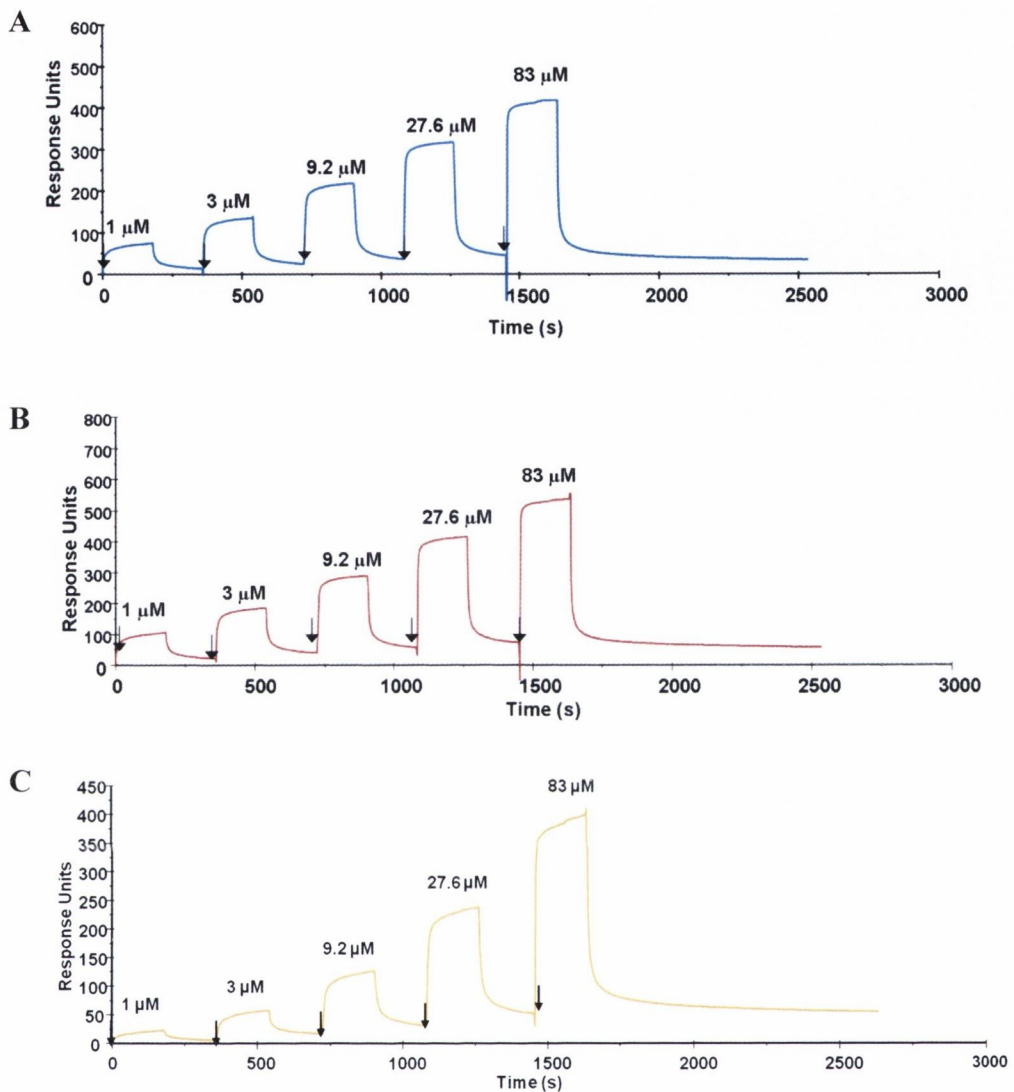 A
600
500
400
300
200
100
0
Response Units
1 μM
3 μM
9.2 μM
27.6 μM
83 μM
0 500 1000 1500 2000 2500 3000
Time (s)
B
800
700
600
500
400
300
200
100
0
Response Units
1 μM
3 μM
9.2 μM
27.6 μM
83 μM
0 500 1000 1500 2000 2500 3000
Time (s)
C
450
400
350
300
250
200
150
100
50
0
Response Units
1 μM
3 μM
9.2 μM
27.6 μM
83 μM
0 500 1000 1500 2000 2500 3000
Time (s)